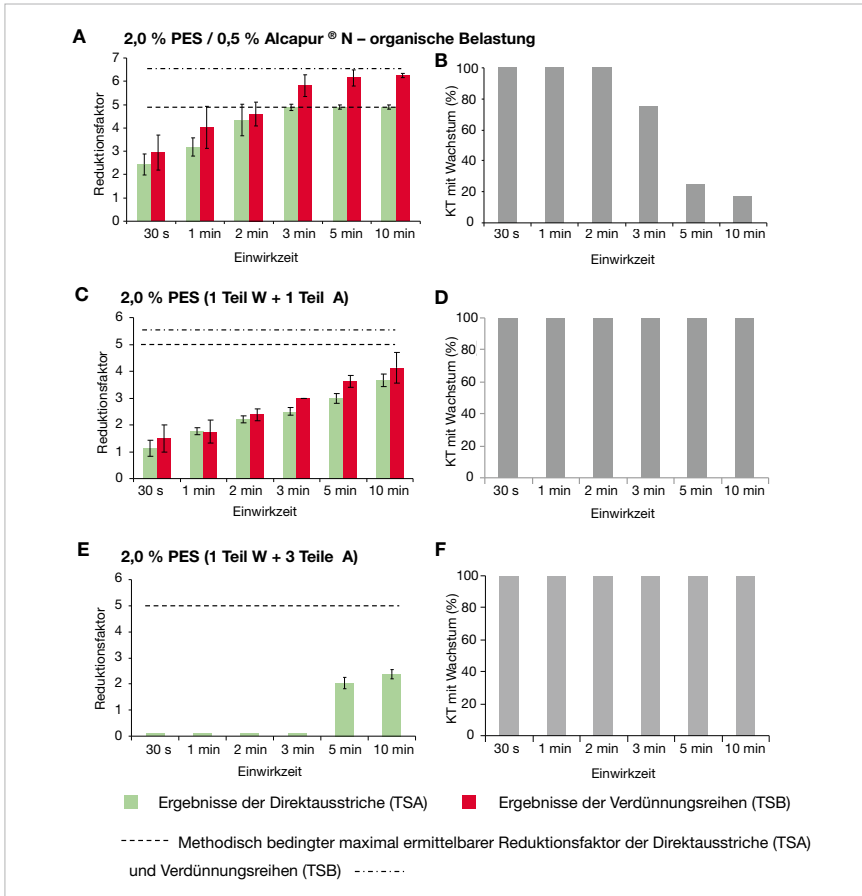 A 2,0 % PES / 0,5 % Alcapur ® N – organische Belastung
7
6
5
4
3
2
1
0
Reduktionsfaktor
30 s 1 min 2 min 3 min 5 min 10 min
Einwirkzeit
B
100
80
60
40
20
0
KT mit Wachstum (%)
30 s 1 min 2 min 3 min 5 min 10 min
Einwirkzeit
C 2,0 % PES (1 Teil W + 1 Teil A)
6
5
4
3
2
1
0
Reduktionsfaktor
30 s 1 min 2 min 3 min 5 min 10 min
Einwirkzeit
D
100
80
60
40
20
0
KT mit Wachstum (%)
30 s 1 min 2 min 3 min 5 min 10 min
Einwirkzeit
E 2,0 % PES (1 Teil W + 3 Teile A)
6
5
4
3
2
1
0
Reduktionsfaktor
30 s 1 min 2 min 3 min 5 min 10 min
Einwirkzeit
F
100
80
60
40
20
0
KT mit Wachstum (%)
30 s 1 min 2 min 3 min 5 min 10 min
Einwirkzeit
Ergebnisse der Direktausstriche (TSA) Ergebnisse der Verdünnungsreihen (TSB)
Methodisch bedingter maximal ermittelbarer Reduktionsfaktor der Direktausstriche (TSA)
und Verdünnungsreihen (TSB)